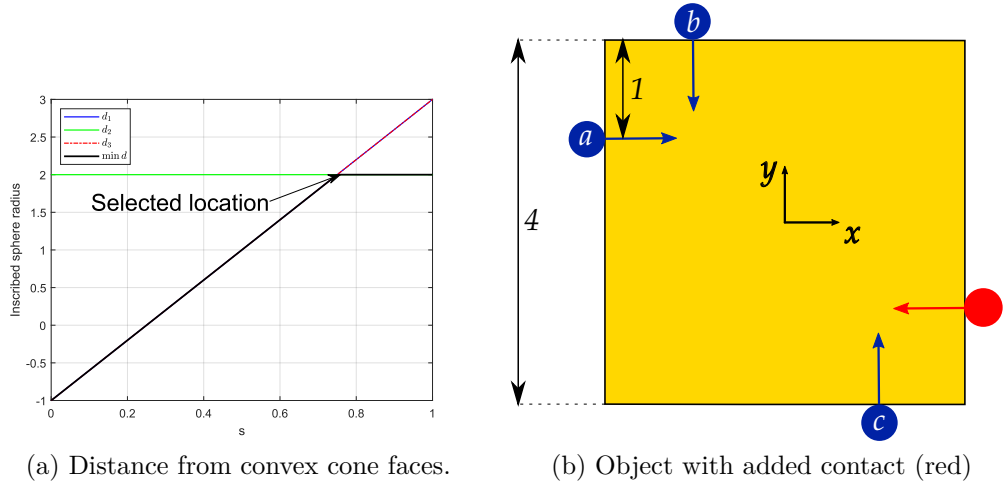 3
2.5
2
1.5
1
0.5
0
-0.5
-1
0
0.2
0.4
0.6
0.8
1
s
Inscribed sphere radius
d₁
d₂
d₃
min d
Selected location
(a) Distance from convex cone faces.
b
1
a
4
y
x
c
(b) Object with added contact (red)